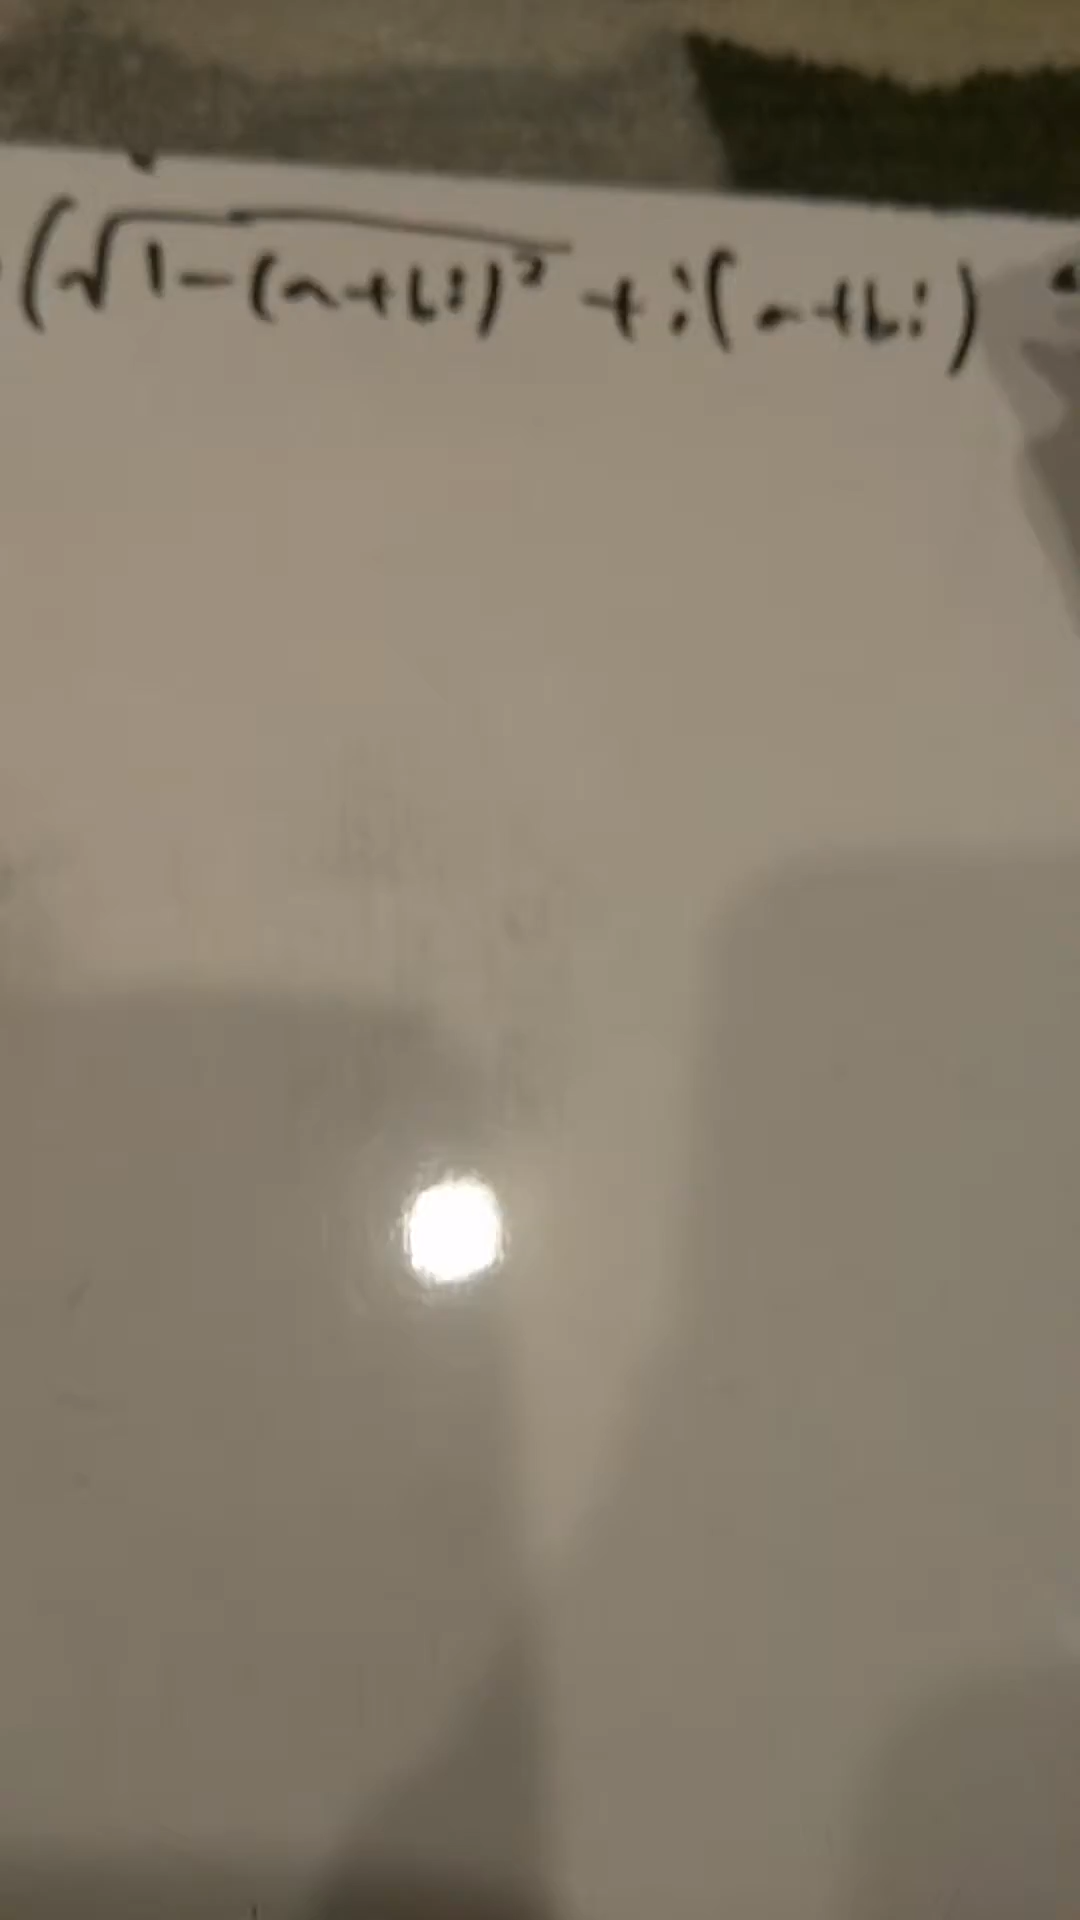 (√1-(a+bi)² + i(a+bi)